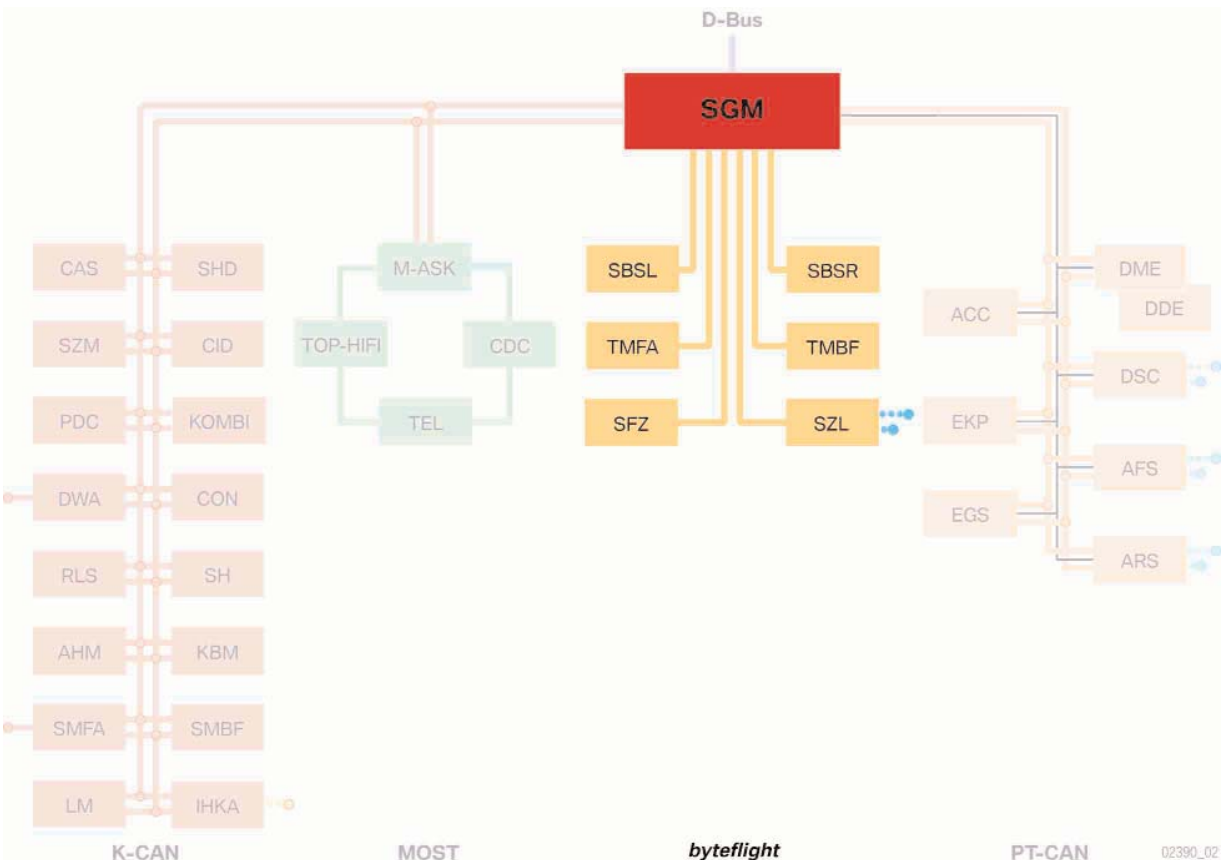 D-Bus
SGM
CAS
SHD
M-ASK
SBSL
SBSR
DME
ACC
DDE
SZM
CID
TOP-HIFI
CDC
TMFA
TMBF
DSC
PDC
KOMBI
TEL
SFZ
SZL
EKP
AFS
DWA
CON
EGS
RLS
SH
ARS
AHM
KBM
SMFA
SMBF
LM
IHKA
K-CAN
MOST
byteflight
PT-CAN
02390_02